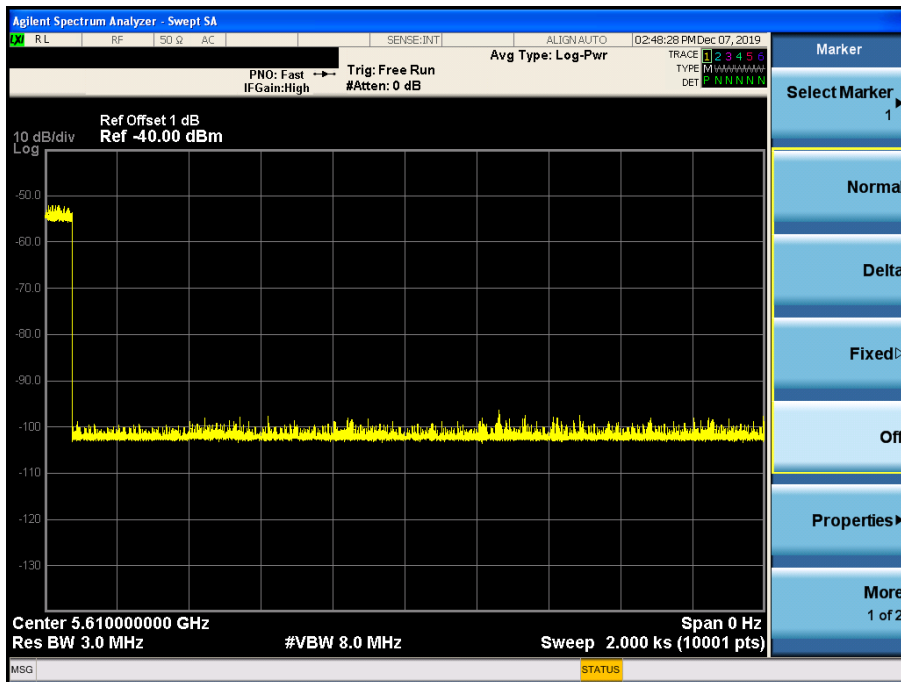 Agilent Spectrum Analyzer - Swept SA
LXI RL RF 50 Ω AC SENSE:INT ALIGN AUTO 02:48:28 PM Dec 07, 2019
Avg Type: Log-Pwr
TRACE 1 2 3 4 5 6
PNO: Fast Trig: Free Run
TYPE MWWWWW
IFGain:High #Atten: 0 dB
DET P N N N N N
Ref Offset 1 dB
10 dB/div Ref -40.00 dBm
Log
-50.0
-60.0
-70.0
-80.0
-90.0
-100
-110
-120
-130
Center 5.610000000 GHz Span 0 Hz
Res BW 3.0 MHz #VBW 8.0 MHz Sweep 2.000 ks (10001 pts)
MSG STATUS
Marker
Select Marker
1
Norma
Delta
Fixed
Off
Properties
More
1 of 2